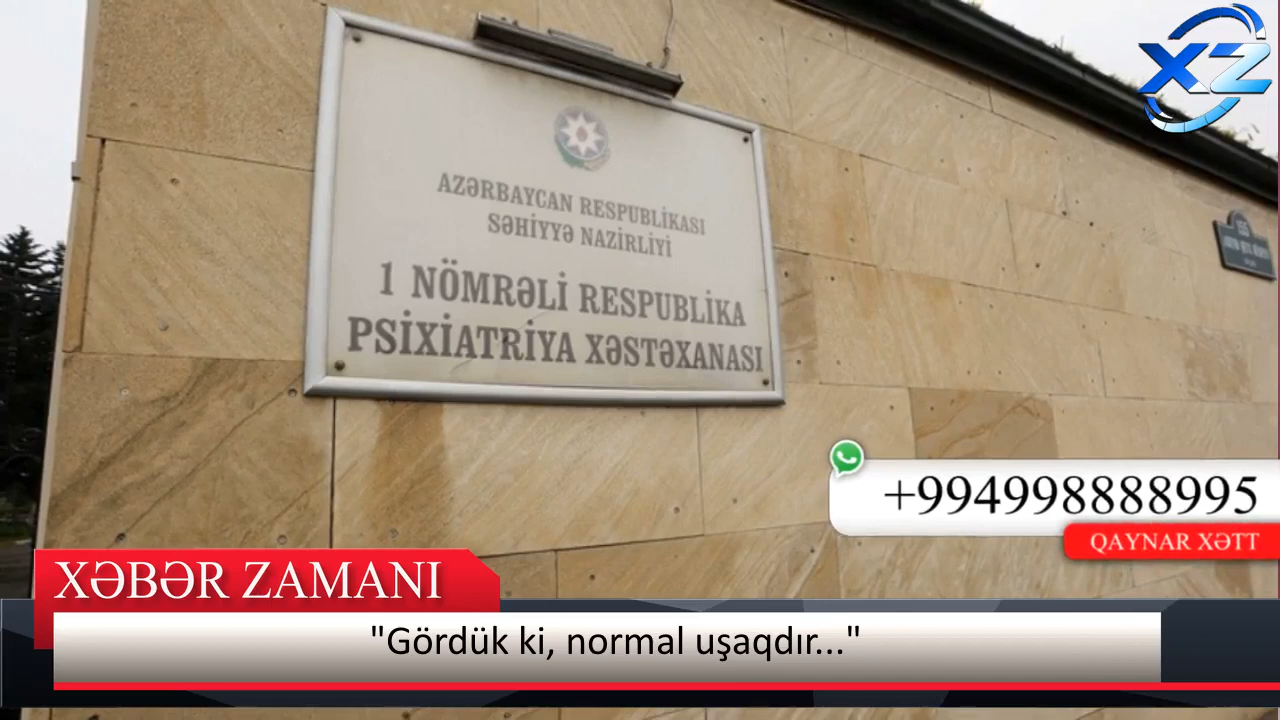 XZ
AZƏRBAYCAN RESPUBLİKASI
SƏHİYYƏ NAZİRLİYİ
1 NÖMRƏLİ RESPUBLİKA
PSİXİATRİYA XƏSTƏXANASI
+994998888995
QAYNAR XƏTT
XƏBƏR ZAMANI
"Gördük ki, normal uşaqdır..."